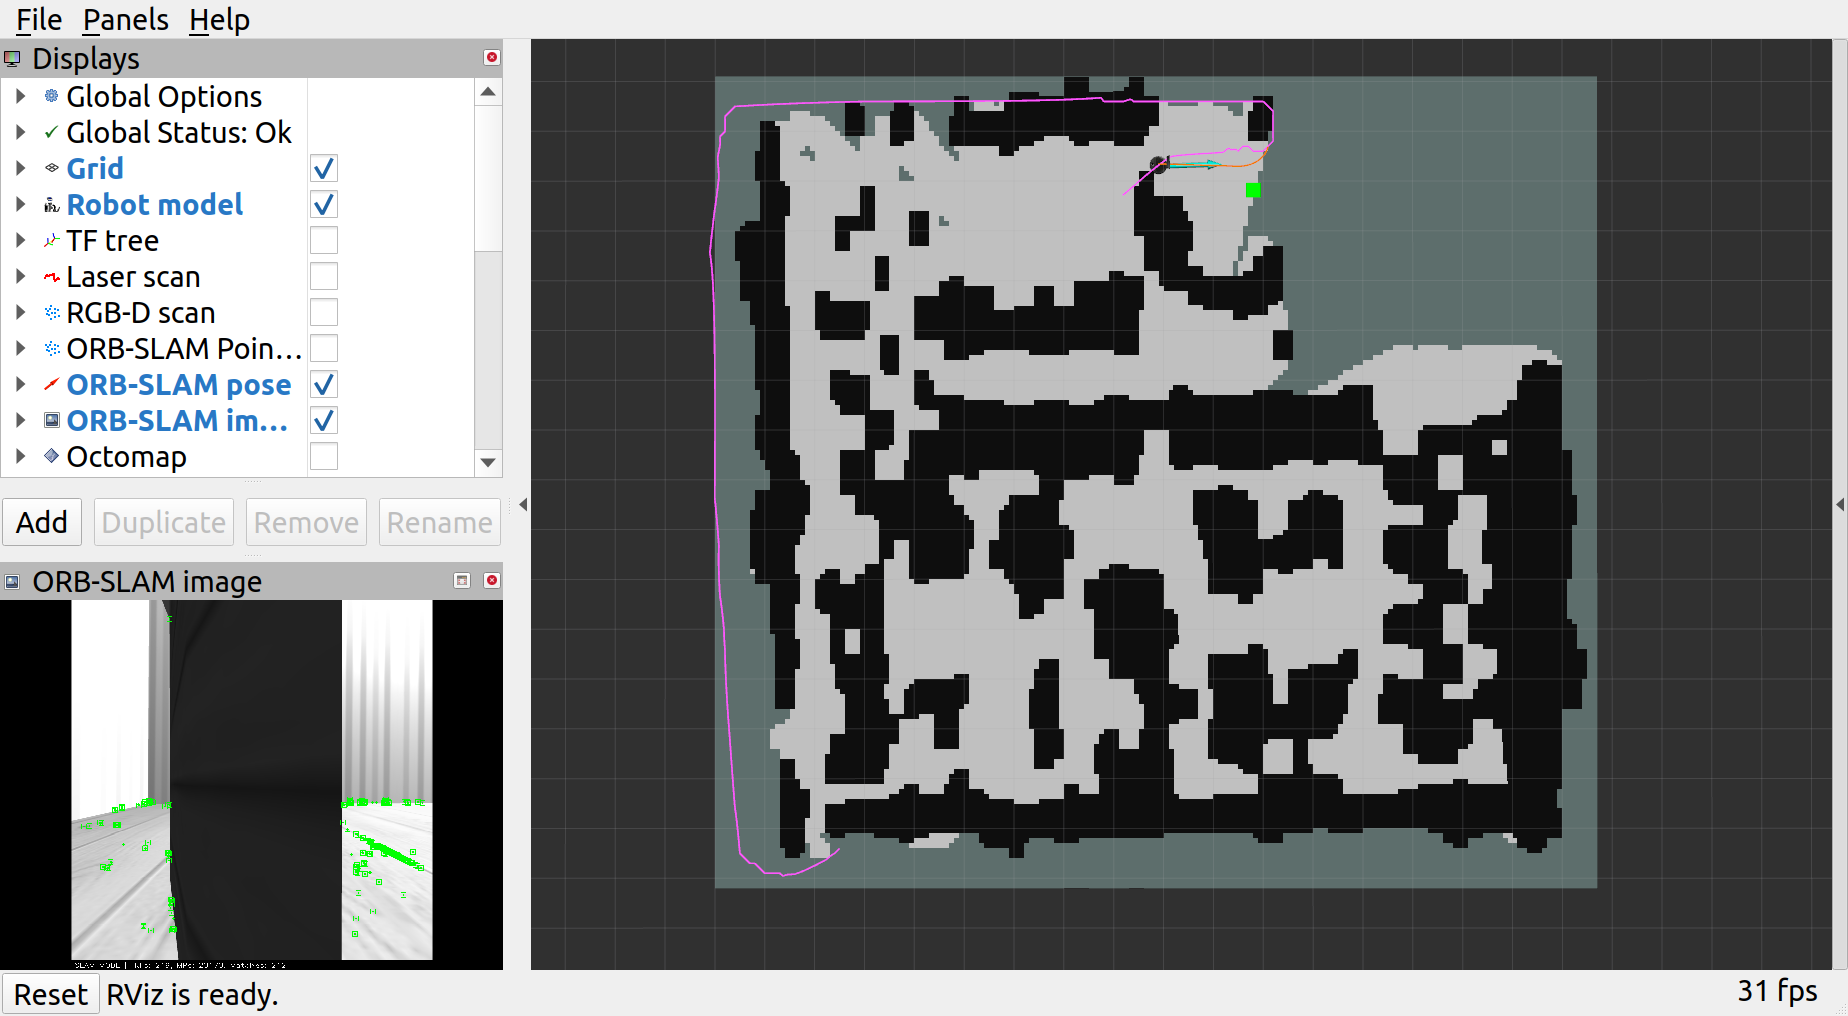 File Panels Help
Displays
Global Options
Global Status: Ok
Grid
Robot model
TF tree
Laser scan
RGB-D scan
ORB-SLAM Poin...
ORB-SLAM pose
ORB-SLAM im...
Octomap
Add Duplicate Remove Rename
ORB-SLAM image
SLAM MODE |
Reset RViz is ready.
31 fps